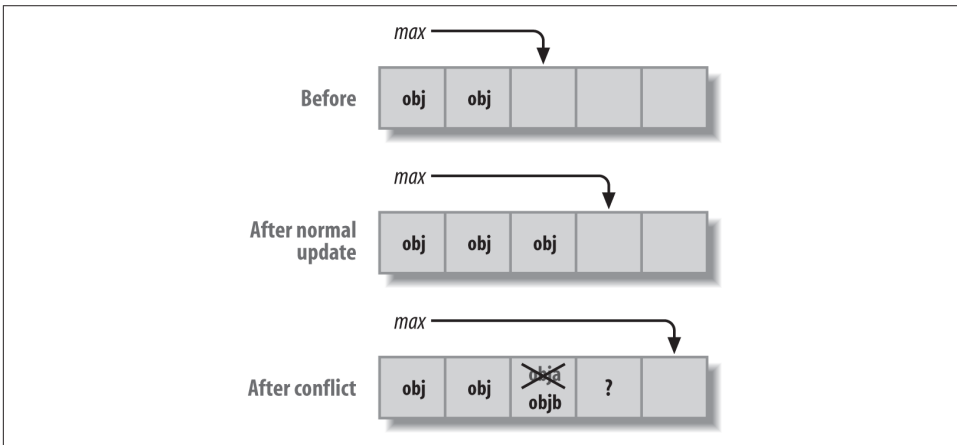 max
Before
obj obj
max
After normal
update
obj obj obj
max
After conflict
obj obj obja ?
objb